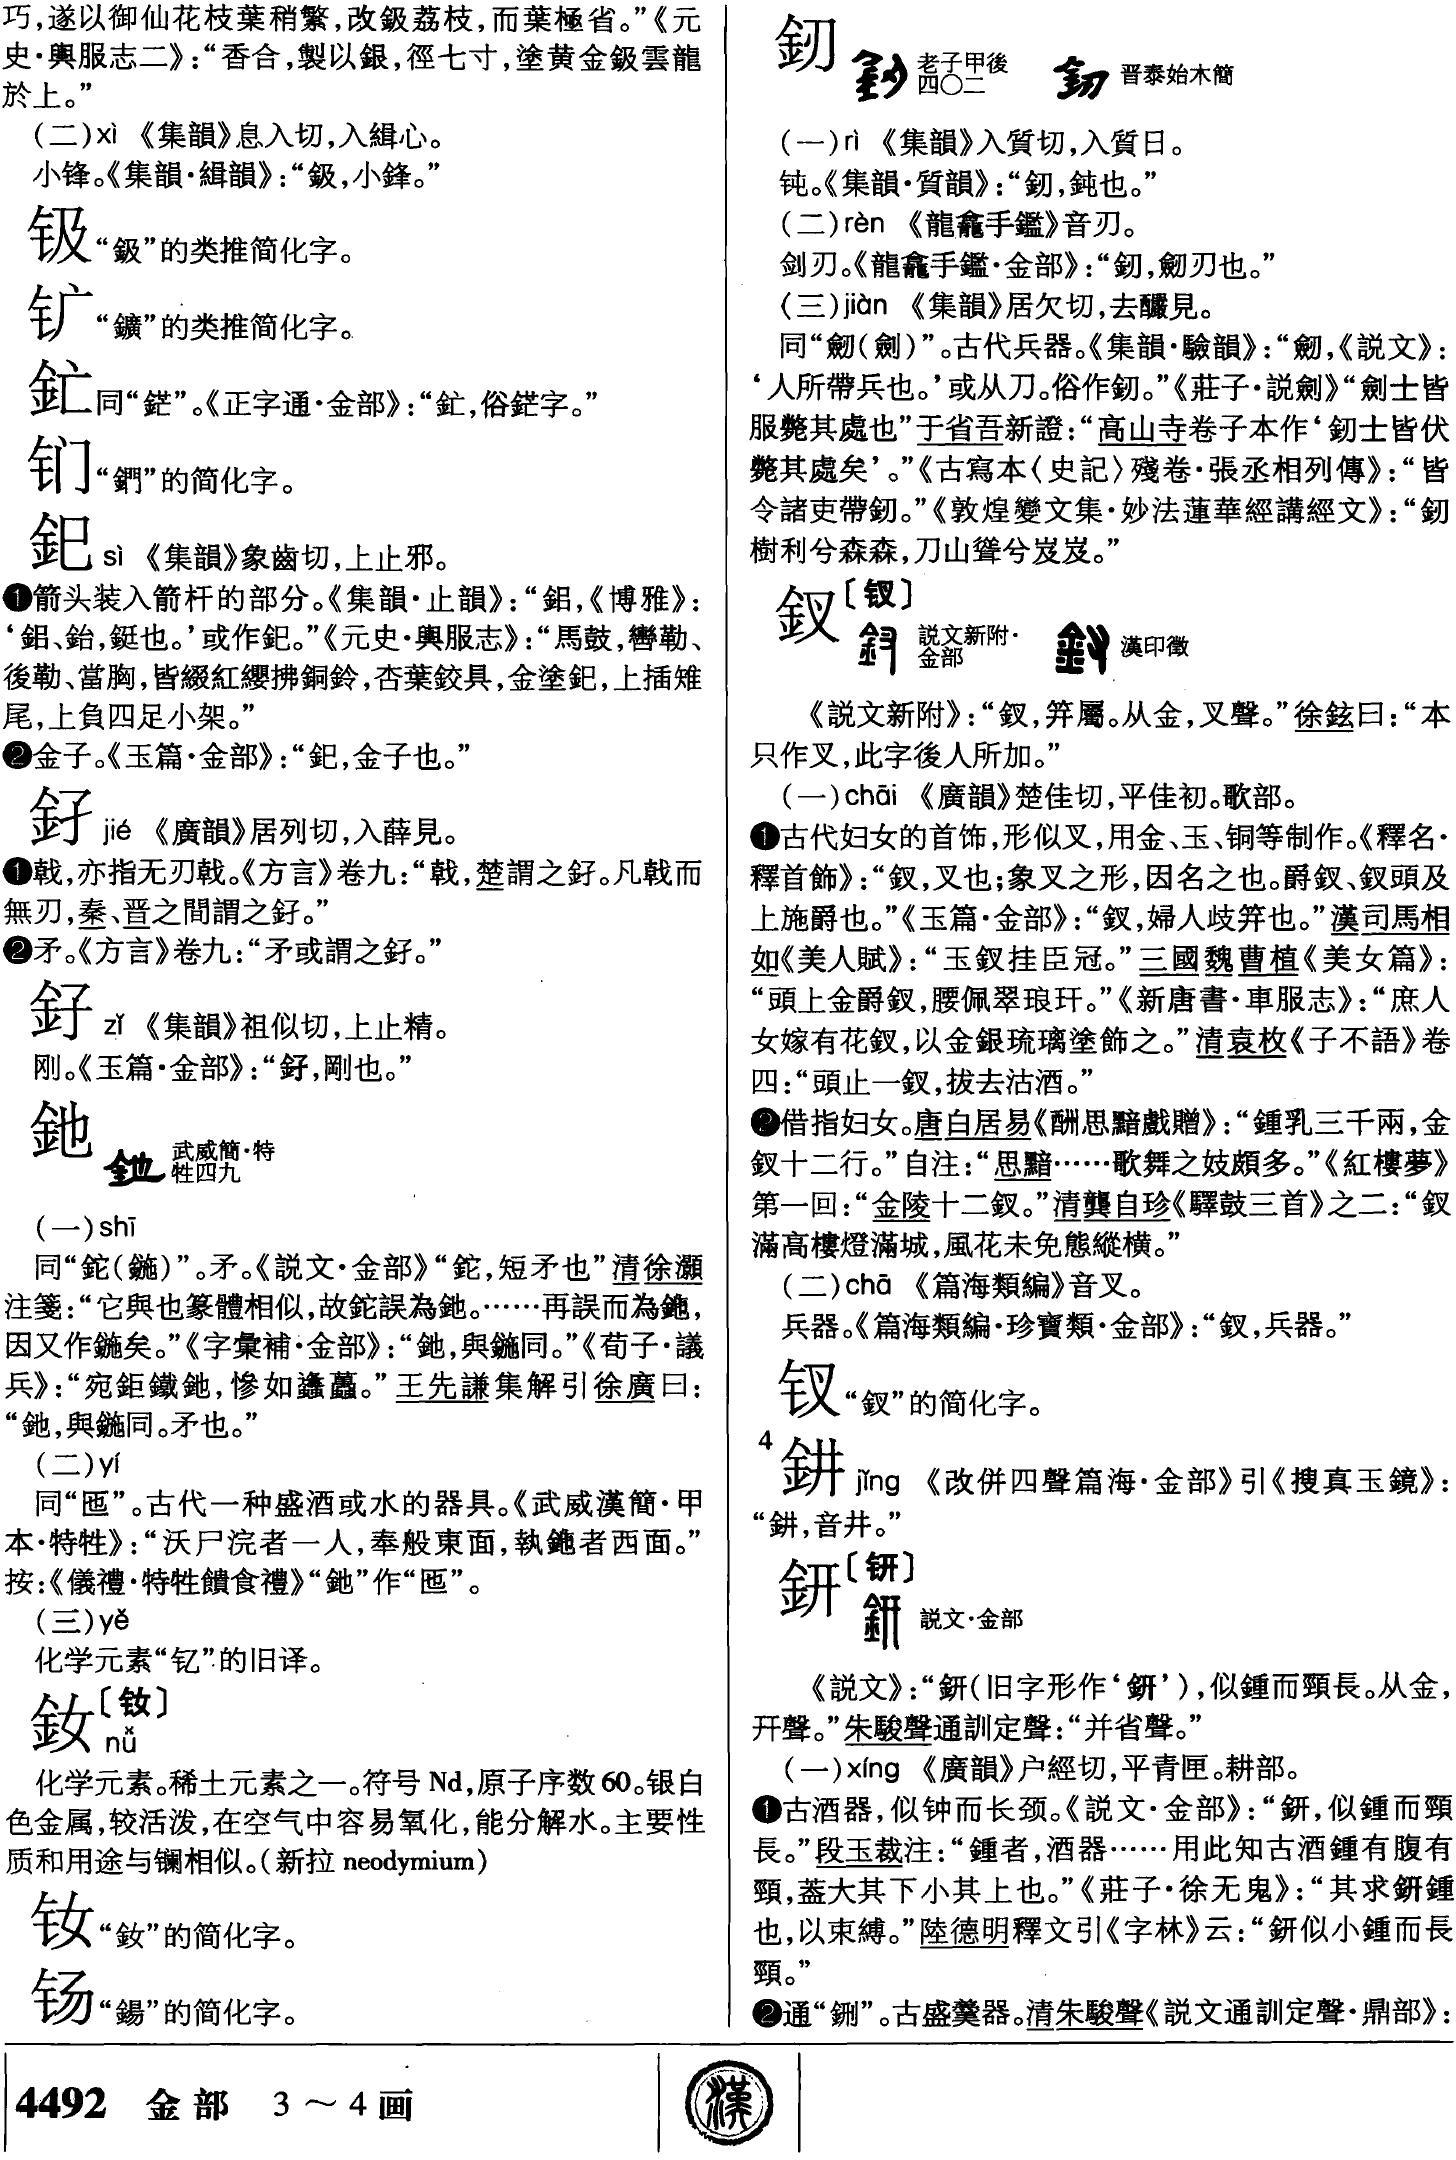 巧，遂以御仙花枝葉稍繁，改鈒荔枝，而葉極省。”《元
史·輿服志二》：“香合，製以銀，徑七寸，塗黄金鈒雲龍
於上。”
（二）xì 《集韻》息入切，入緝心。
小锋。《集韻·緝韻》：“鈒，小鋒。”
钑 “鈒”的类推简化字。
钅广 “鑛”的类推简化字。
釯 同“鋩”。《正字通·金部》：“釯，俗鋩字。”
钔 “鍆”的简化字。
釲 sì 《集韻》象齒切，上止邪。
❶箭头装入箭杆的部分。《集韻·止韻》：“鋁，《博雅》：
‘鋁、鈶，鋌也。’或作釲。”《元史·輿服志》：“馬鼓，轡勒、
後勒、當胸，皆綴紅纓拂銅鈴，杏葉鉸具，金塗釲，上插雉
尾，上負四足小架。”
❷金子。《玉篇·金部》：“釲，金子也。”
釨 jié 《廣韻》居列切，入薛見。
❶戟，亦指无刃戟。《方言》卷九：“戟，楚謂之釨。凡戟而
無刃，秦、晋之間謂之釨。”
❷矛。《方言》卷九：“矛或謂之釨。”
釨 zǐ 《集韻》祖似切，上止精。
刚。《玉篇·金部》：“釨，剛也。”
釶 武威簡·特
牲四九
（一）shī
同“鉈（鍦）”。矛。《説文·金部》“鉈，短矛也”清徐灝
注箋：“它與也篆體相似，故鉈誤為釶。……再誤而為鍦，
因又作鍦矣。”《字彙補·金部》：“釶，與鍦同。”《荀子·議
兵》：“宛鉅鐵釶，慘如蠭蠆。”王先謙集解引徐廣曰：
“釶，與鍦同。矛也。”
（二）yí
同“匜”。古代一种盛酒或水的器具。《武威漢簡·甲
本·特牲》：“沃尸浣者一人，奉般東面，執釶者西面。”
按：《儀禮·特牲饋食禮》“釶”作“匜”。
（三）yě
化学元素“钇”的旧译。
釹〔钕〕
nǚ
化学元素。稀土元素之一。符号 Nd，原子序数 60。银白
色金属，较活泼，在空气中容易氧化，能分解水。主要性
质和用途与镧相似。（新拉 neodymium）
钕 “釹”的简化字。
钖 “鍚”的简化字。
釰 老子甲後
四〇二 晋泰始木簡
（一）rì 《集韻》入質切，入質日。
钝。《集韻·質韻》：“釰，鈍也。”
（二）rèn 《龍龕手鑑》音刃。
剑刃。《龍龕手鑑·金部》：“釰，劒刃也。”
（三）jiàn 《集韻》居欠切，去釅見。
同“劒（劍）”。古代兵器。《集韻·驗韻》：“劒，《説文》：
‘人所帶兵也。’或从刀。俗作釰。”《莊子·説劍》“劍士皆
服斃其處也”于省吾新證：“高山寺卷子本作‘釰士皆伏
斃其處矣’。”《古寫本〈史記〉殘卷·張丞相列傳》：“皆
令諸吏帶釰。”《敦煌變文集·妙法蓮華經講經文》：“釰
樹利兮森森，刀山聳兮岌岌。”
釵〔钗〕
説文新附·
金部 漢印徵
《説文新附》：“釵，笄屬。从金，叉聲。”徐鉉曰：“本
只作叉，此字後人所加。”
（一）chāi 《廣韻》楚佳切，平佳初。歌部。
❶古代妇女的首饰，形似叉，用金、玉、铜等制作。《釋名·
釋首飾》：“釵，叉也；象叉之形，因名之也。爵釵、釵頭及
上施爵也。”《玉篇·金部》：“釵，婦人歧笄也。”漢司馬相
如《美人賦》：“玉釵挂臣冠。”三國魏曹植《美女篇》：
“頭上金爵釵，腰佩翠琅玕。”《新唐書·車服志》：“庶人
女嫁有花釵，以金銀琉璃塗飾之。”清袁枚《子不語》卷
四：“頭止一釵，拔去沽酒。”
❷借指妇女。唐白居易《酬思黯戲贈》：“鍾乳三千兩，金
釵十二行。”自注：“思黯……歌舞之妓頗多。”《紅樓夢》
第一回：“金陵十二釵。”清龔自珍《驛鼓三首》之二：“釵
滿高樓燈滿城，風花未免態縱横。”
（二）chā 《篇海類編》音叉。
兵器。《篇海類編·珍寶類·金部》：“釵，兵器。”
钗 “釵”的简化字。
4 鉼 jǐng 《改併四聲篇海·金部》引《搜真玉鏡》：
“，音井。”
鈃〔钘〕
説文·金部
《説文》：“鈃（旧字形作‘鈃’），似鍾而頸長。从金，
幵聲。”朱駿聲通訓定聲：“并省聲。”
（一）xíng 《廣韻》户經切，平青匣。耕部。
❶古酒器，似钟而长颈。《説文·金部》：“鈃，似鍾而頸
長。”段玉裁注：“鍾者，酒器……用此知古酒鍾有腹有
頸，蓋大其下小其上也。”《莊子·徐无鬼》：“其求鈃鍾
也，以束縛。”陸德明釋文引《字林》云：“鈃似小鍾而長
頸。”
❷通“鉶”。古盛羹器。清朱駿聲《説文通訓定聲·鼎部》：
4492 金部 3～4画
漢